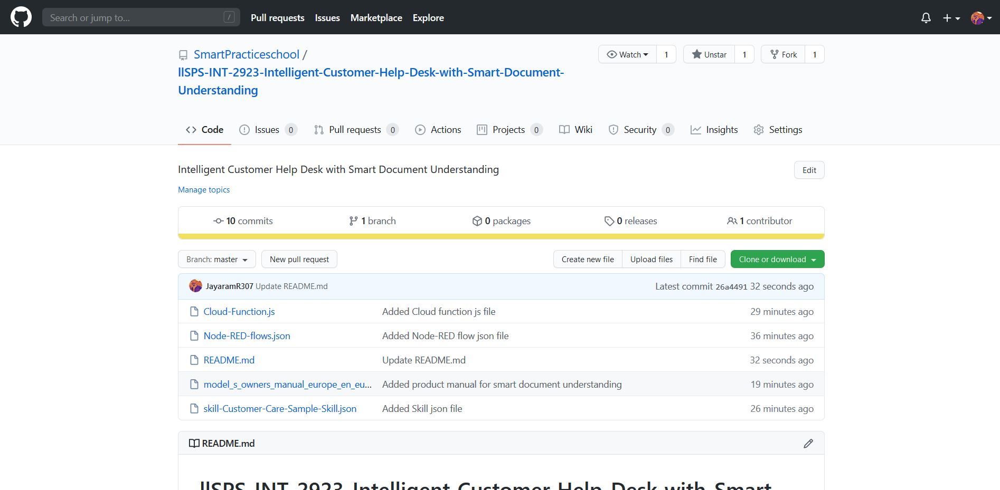 Search or jump to... / Pull requests Issues Marketplace Explore
SmartPracticeschool / Watch 1 Unstar 1 Fork 1
llSPS-INT-2923-Intelligent-Customer-Help-Desk-with-Smart-Document-
Understanding
Code Issues 0 Pull requests 0 Actions Projects 0 Wiki Security 0 Insights Settings
Intelligent Customer Help Desk with Smart Document Understanding Edit
Manage topics
10 commits 1 branch 0 packages 0 releases 1 contributor
Branch: master New pull request Create new file Upload files Find file Clone or download
JayaramR307 Update README.md Latest commit 26a4491 32 seconds ago
Cloud-Function.js Added Cloud function js file 29 minutes ago
Node-RED-flows.json Added Node-RED flow json file 36 minutes ago
README.md Update README.md 32 seconds ago
model_s_owners_manual_europe_en_eu... Added product manual for smart document understanding 19 minutes ago
skill-Customer-Care-Sample-Skill.json Added Skill json file 26 minutes ago
README.md
llSPS-INT-2923-Intelligent-Customer-Help-Desk-with-Smart-